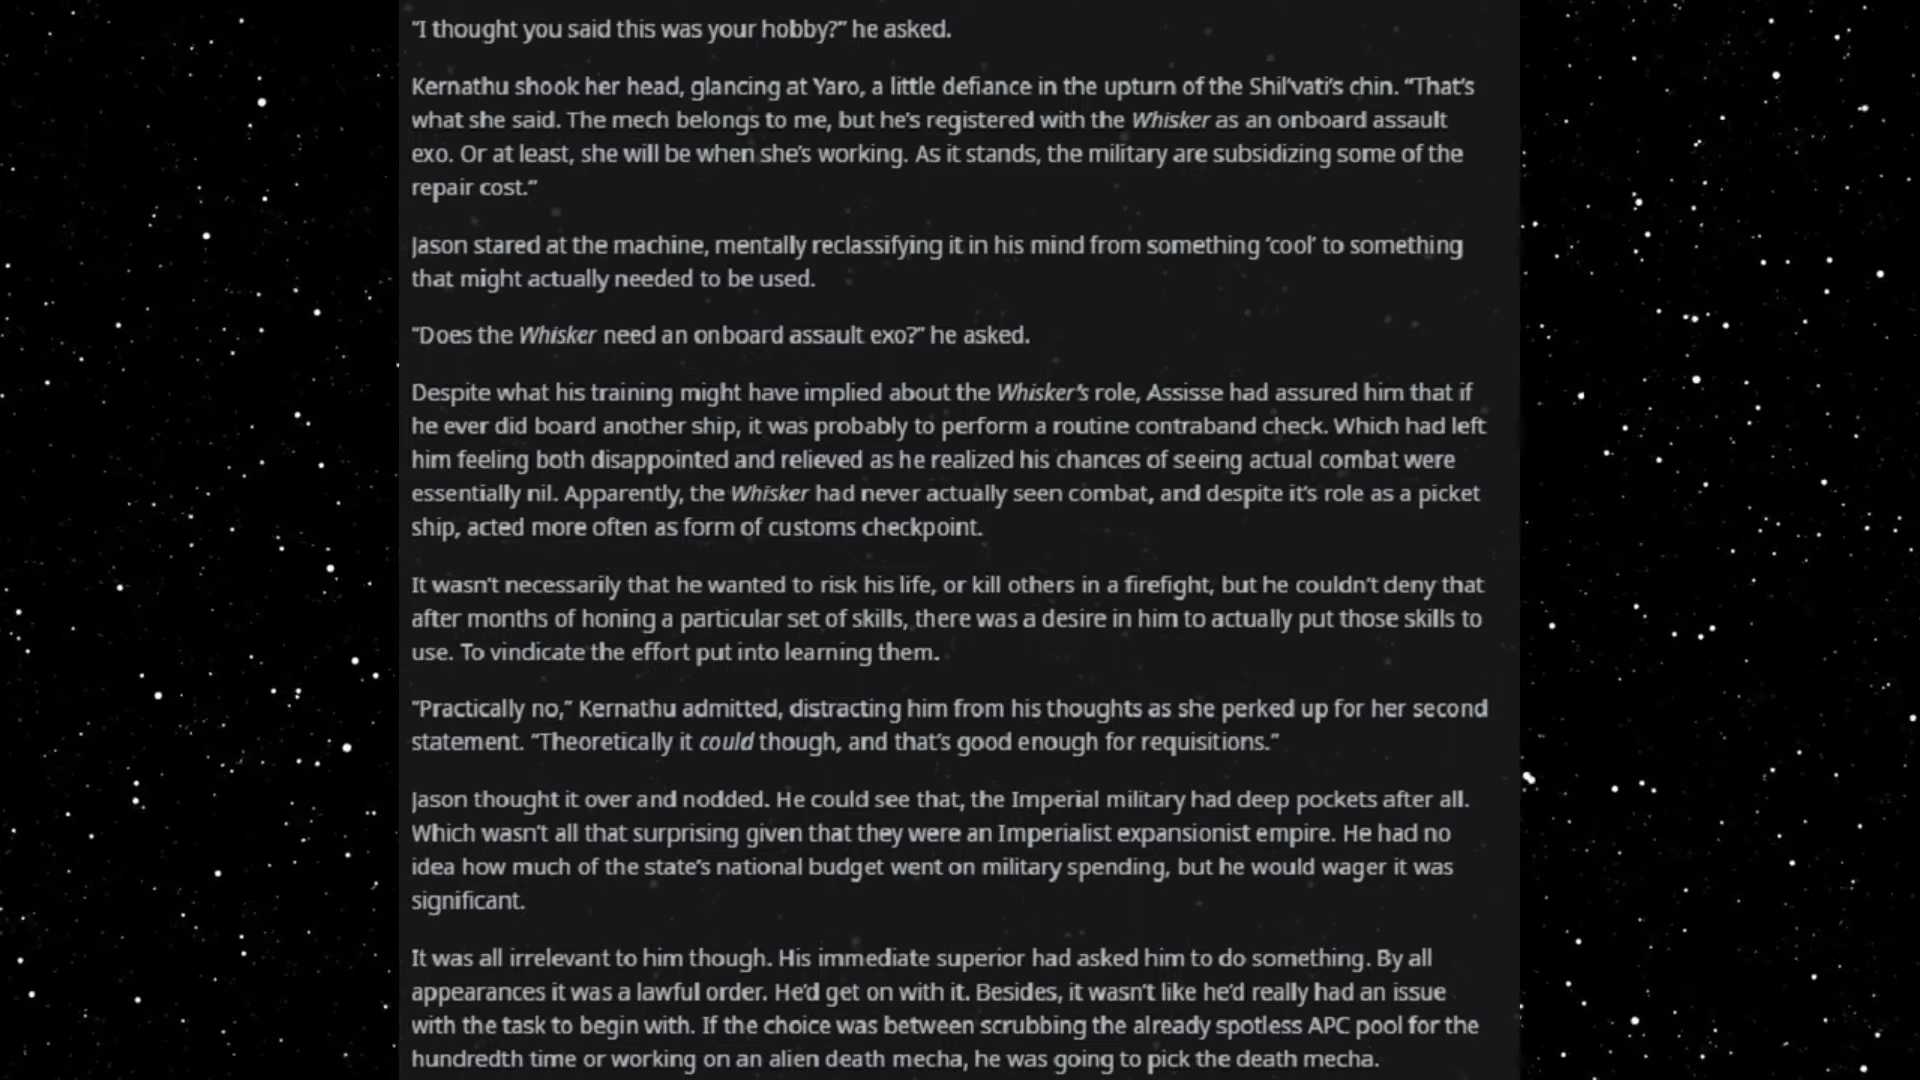 “I thought you said this was your hobby?” he asked.
Kernathu shook her head, glancing at Yaro, a little defiance in the upturn of the Shil’vati’s chin. “That’s
what she said. The mech belongs to me, but he’s registered with the Whisker as an onboard assault
exo. Or at least, she will be when she’s working. As it stands, the military are subsidizing some of the
repair cost.”
Jason stared at the machine, mentally reclassifying it in his mind from something ‘cool’ to something
that might actually needed to be used.
“Does the Whisker need an onboard assault exo?” he asked.
Despite what his training might have implied about the Whisker’s role, Assisse had assured him that if
he ever did board another ship, it was probably to perform a routine contraband check. Which had left
him feeling both disappointed and relieved as he realized his chances of seeing actual combat were
essentially nil. Apparently, the Whisker had never actually seen combat, and despite it’s role as a picket
ship, acted more often as form of customs checkpoint.
It wasn’t necessarily that he wanted to risk his life, or kill others in a firefight, but he couldn’t deny that
after months of honing a particular set of skills, there was a desire in him to actually put those skills to
use. To vindicate the effort put into learning them.
“Practically no,” Kernathu admitted, distracting him from his thoughts as she perked up for her second
statement. “Theoretically it could though, and that’s good enough for requisitions.”
Jason thought it over and nodded. He could see that, the Imperial military had deep pockets after all.
Which wasn’t all that surprising given that they were an Imperialist expansionist empire. He had no
idea how much of the state’s national budget went on military spending, but he would wager it was
significant.
It was all irrelevant to him though. His immediate superior had asked him to do something. By all
appearances it was a lawful order. He’d get on with it. Besides, it wasn’t like he’d really had an issue
with the task to begin with. If the choice was between scrubbing the already spotless APC pool for the
hundredth time or working on an alien death mecha, he was going to pick the death mecha.